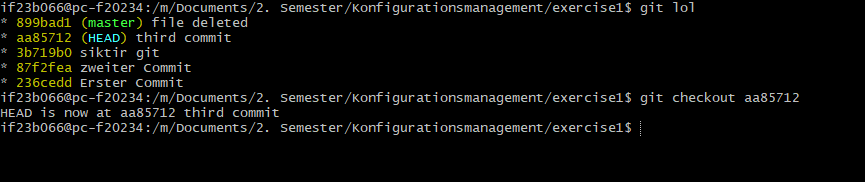 if23b066@pc-f20234:/m/Documents/2. Semester/Konfigurationsmanagement/exercise1$ git lol
* 899bad1 (master) file deleted
* aa85712 (HEAD) third commit
* 3b719b0 siktir git
* 87f2fea zweiter Commit
* 236cedd Erster Commit
if23b066@pc-f20234:/m/Documents/2. Semester/Konfigurationsmanagement/exercise1$ git checkout aa85712
HEAD is now at aa85712 third commit
if23b066@pc-f20234:/m/Documents/2. Semester/Konfigurationsmanagement/exercise1$